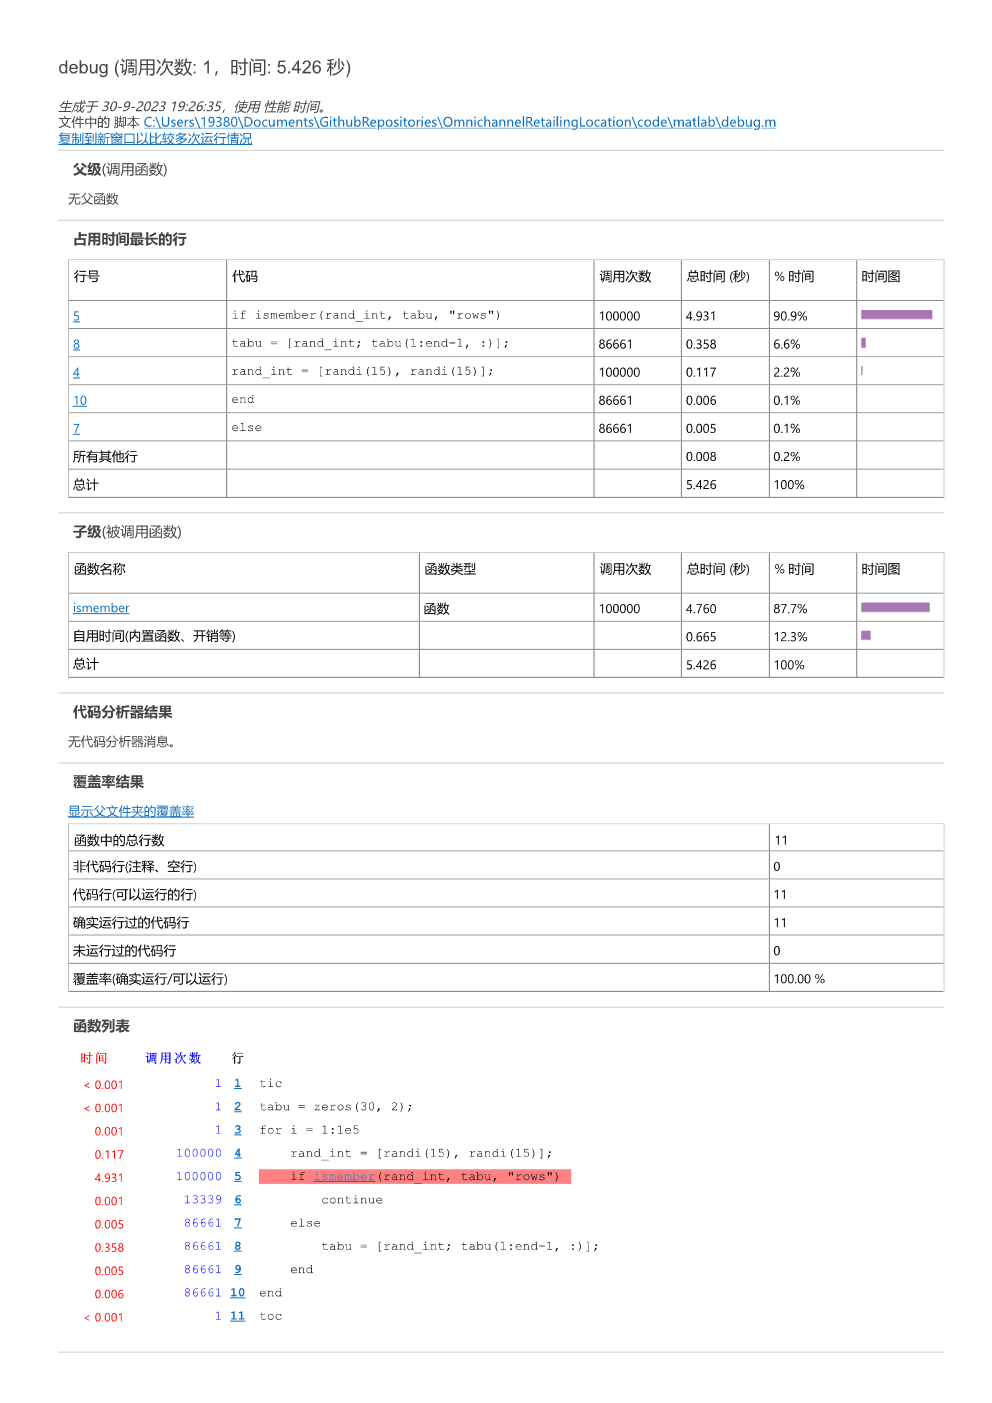 debug (调用次数: 1，时间: 5.426 秒)
生成于 30-9-2023 19:26:35，使用 性能 时间。
文件中的 脚本 C:\Users\19380\Documents\GithubRepositories\OmnichannelRetailingLocation\code\matlab\debug.m
复制到新窗口以比较多次运行情况
父级(调用函数)
无父函数
占用时间最长的行
行号 代码 调用次数 总时间 (秒) % 时间 时间图
5 if ismember(rand_int, tabu, "rows") 100000 4.931 90.9%
8 tabu = [rand_int; tabu(1:end-1, :)]; 86661 0.358 6.6%
4 rand_int = [randi(15), randi(15)]; 100000 0.117 2.2%
10 end 86661 0.006 0.1%
7 else 86661 0.005 0.1%
所有其他行 0.008 0.2%
总计 5.426 100%
子级(被调用函数)
函数名称 函数类型 调用次数 总时间 (秒) % 时间 时间图
ismember 函数 100000 4.760 87.7%
自用时间(内置函数、开销等) 0.665 12.3%
总计 5.426 100%
代码分析器结果
无代码分析器消息。
覆盖率结果
显示父文件夹的覆盖率
函数中的总行数 11
非代码行(注释、空行) 0
代码行(可以运行的行) 11
确实运行过的代码行 11
未运行过的代码行 0
覆盖率(确实运行/可以运行) 100.00 %
函数列表
时间 调用次数 行
< 0.001 1 1 tic
< 0.001 1 2 tabu = zeros(30, 2);
0.001 1 3 for i = 1:1e5
0.117 100000 4 rand_int = [randi(15), randi(15)];
4.931 100000 5 if ismember(rand_int, tabu, "rows")
0.001 13339 6 continue
0.005 86661 7 else
0.358 86661 8 tabu = [rand_int; tabu(1:end-1, :)];
0.005 86661 9 end
0.006 86661 10 end
< 0.001 1 11 toc